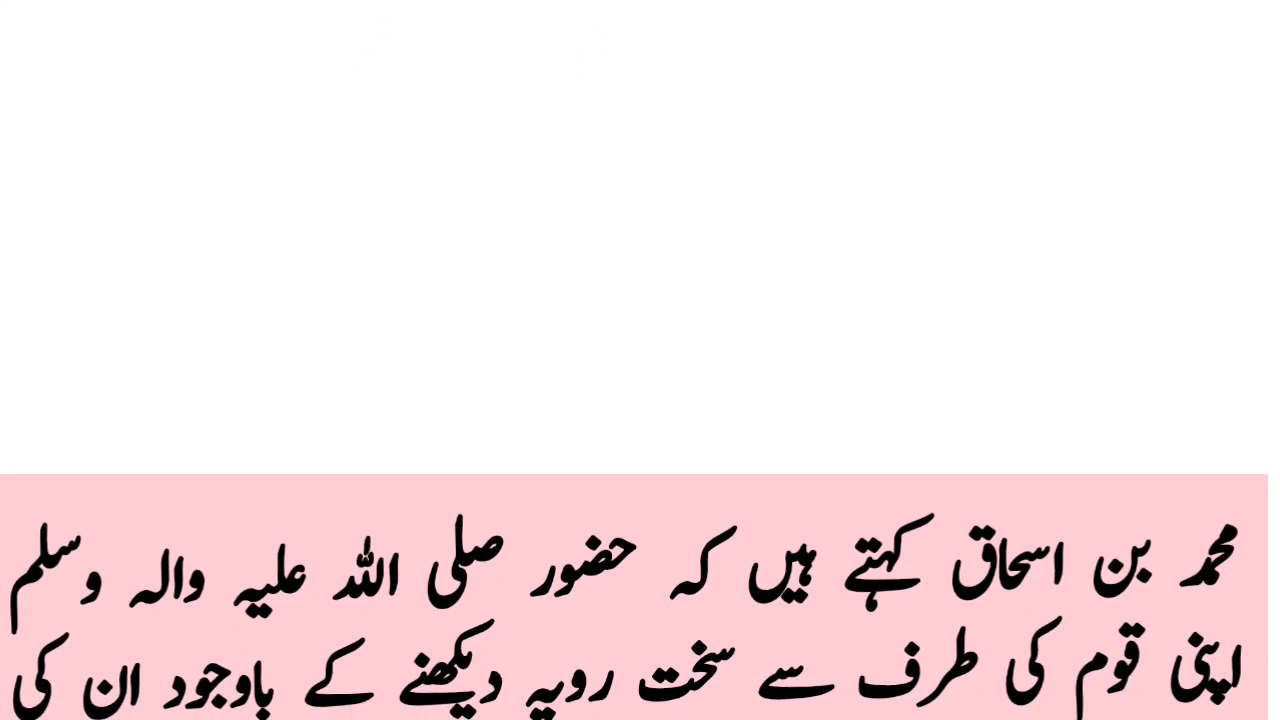 محمد بن اسحاق کہتے ہیں کہ حضور صلی اللہ علیہ والہ وسلم
اپنی قوم کی طرف سے سخت رویہ دیکھنے کے باوجود ان کی